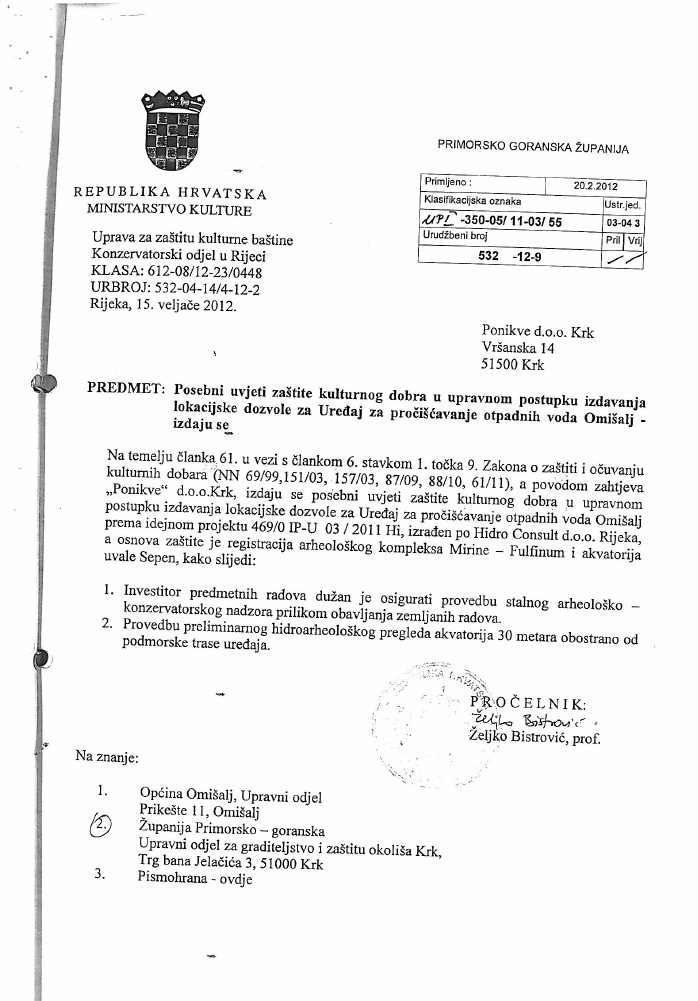 PRIMORSKO GORANSKA ŽUPANIJA
Primljeno : 20.2.2012
Klasifikacijska oznaka Ustr.jed.
UPI -350-05/ 11-03/ 55 03-04 3
Urudžbeni broj Pril Vrij
532 -12-9
REPUBLIKA HRVATSKA
MINISTARSTVO KULTURE
Uprava za zaštitu kulturne baštine
Konzervatorski odjel u Rijeci
KLASA: 612-08/12-23/0448
URBROJ: 532-04-14/4-12-2
Rijeka, 15. veljače 2012.
Ponikve d.o.o. Krk
Vršanska 14
51500 Krk
PREDMET: Posebni uvjeti zaštite kulturnog dobra u upravnom postupku izdavanja
lokacijske dozvole za Uređaj za pročišćavanje otpadnih voda Omišalj -
izdaju se
Na temelju članka 61. u vezi s člankom 6. stavkom 1. točka 9. Zakona o zaštiti i očuvanju
kulturnih dobara (NN 69/99,151/03, 157/03, 87/09, 88/10, 61/11), a povodom zahtjeva
„Ponikve“ d.o.o.Krk, izdaju se posebni uvjeti zaštite kulturnog dobra u upravnom
postupku izdavanja lokacijske dozvole za Uređaj za pročišćavanje otpadnih voda Omišalj
prema idejnom projektu 469/0 IP-U 03 / 2011 Hi, izrađen po Hidro Consult d.o.o. Rijeka,
a osnova zaštite je registracija arheološkog kompleksa Mirine – Fulfinum i akvatorija
uvale Sepen, kako slijedi:
1. Investitor predmetnih radova dužan je osigurati provedbu stalnog arheološko –
konzervatorskog nadzora prilikom obavljanja zemljanih radova.
2. Provedbu preliminarnog hidroarheološkog pregleda akvatorija 30 metara obostrano od
podmorske trase uređaja.
PROČELNIK:
Željko Bistrović
Željko Bistrović, prof.
Na znanje:
1. Općina Omišalj, Upravni odjel
Prikešte 11, Omišalj
2. Županija Primorsko – goranska
Upravni odjel za graditeljstvo i zaštitu okoliša Krk,
Trg bana Jelačića 3, 51000 Krk
3. Pismohrana - ovdje